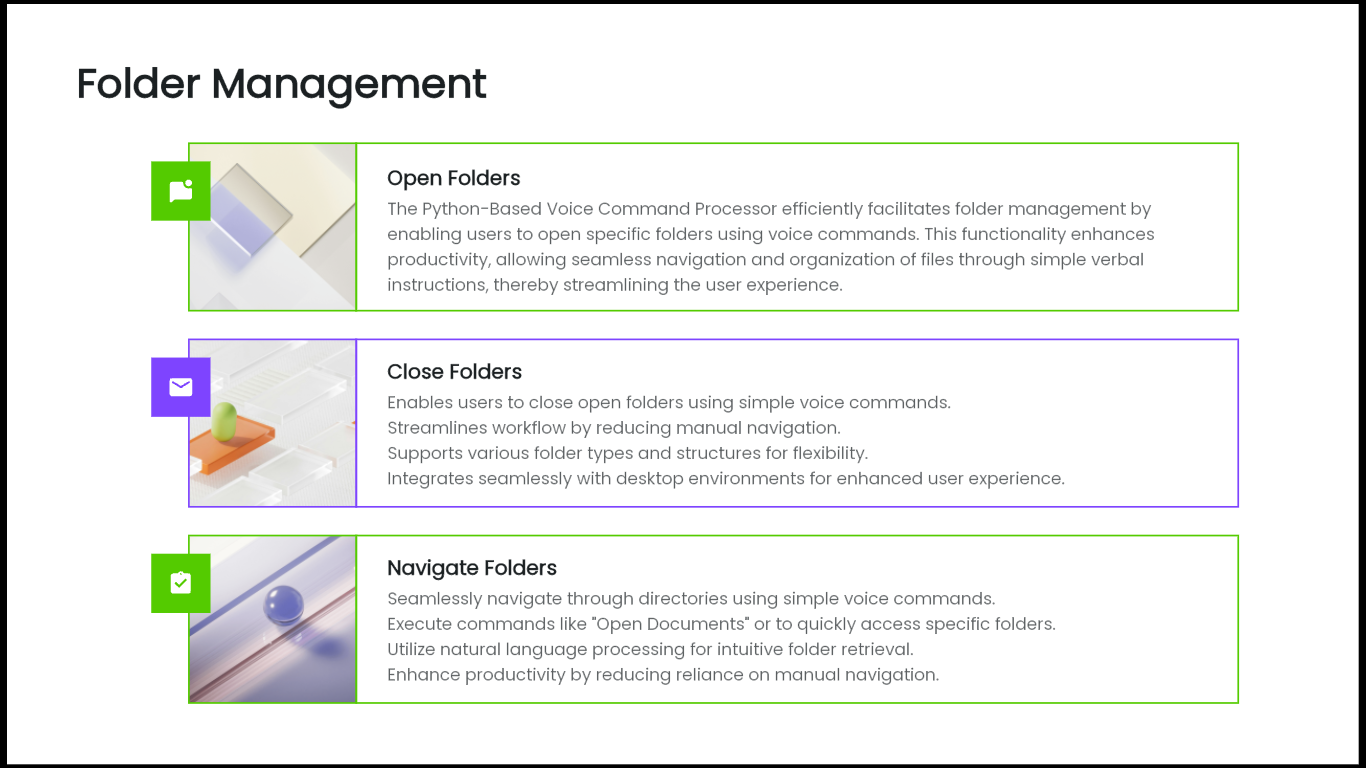 Folder Management
Open Folders
The Python-Based Voice Command Processor efficiently facilitates folder management by
enabling users to open specific folders using voice commands. This functionality enhances
productivity, allowing seamless navigation and organization of files through simple verbal
instructions, thereby streamlining the user experience.
Close Folders
Enables users to close open folders using simple voice commands.
Streamlines workflow by reducing manual navigation.
Supports various folder types and structures for flexibility.
Integrates seamlessly with desktop environments for enhanced user experience.
Navigate Folders
Seamlessly navigate through directories using simple voice commands.
Execute commands like "Open Documents" or to quickly access specific folders.
Utilize natural language processing for intuitive folder retrieval.
Enhance productivity by reducing reliance on manual navigation.